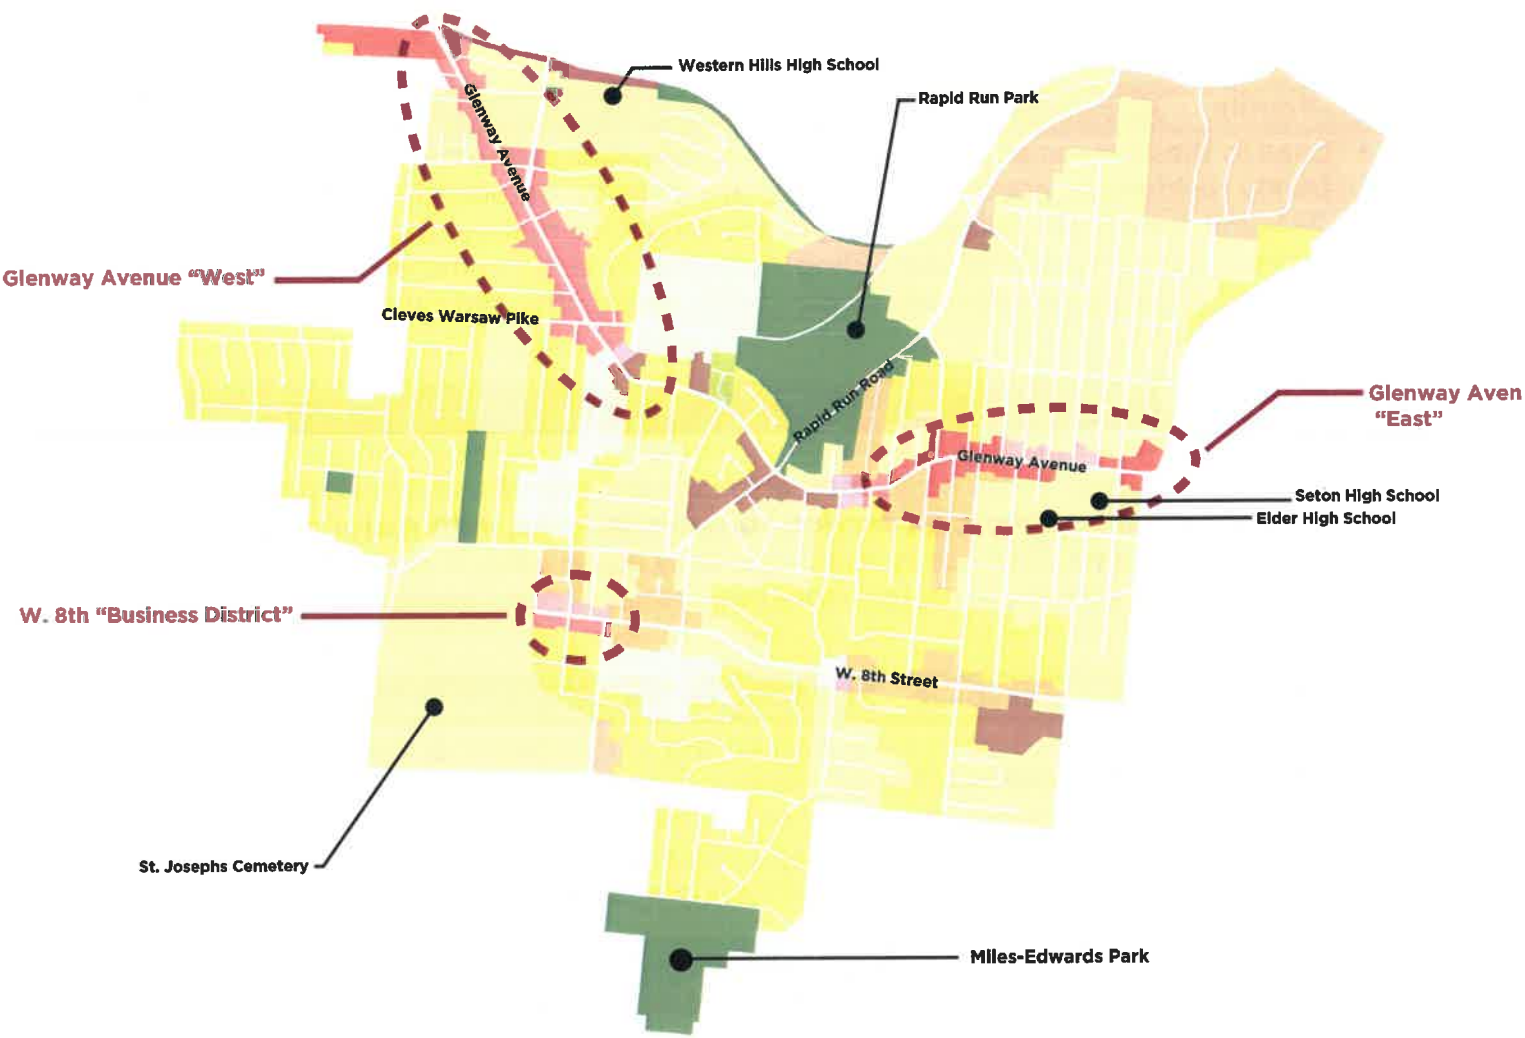 Western Hills High School
Rapid Run Park
Glenway Avenue
Glenway Avenue "West"
Cleves Warsaw Pike
Rapid Run Road
Glenway Aven
"East"
Glenway Avenue
Seton High School
Elder High School
W. 8th "Business District"
W. 8th Street
St. Josephs Cemetery
Miles-Edwards Park